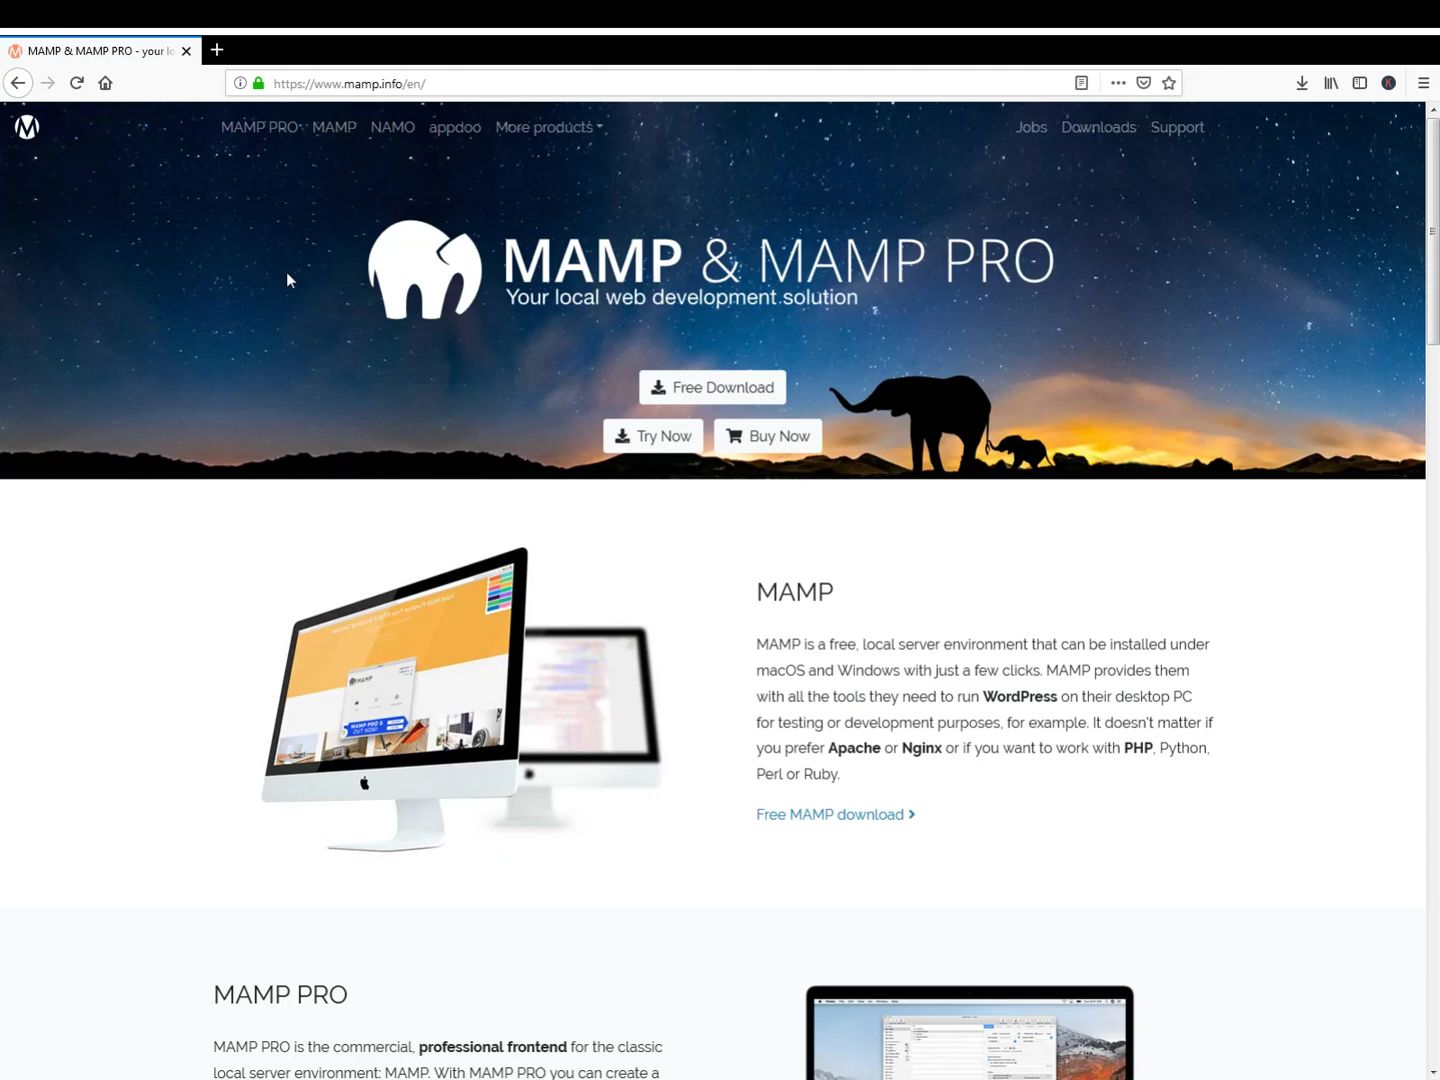 MAMP & MAMP PRO - your lo
https://www.mamp.info/en/
MAMP PRO MAMP NAMO appdoo More products Jobs Downloads Support
MAMP & MAMP PRO
Your local web development solution
Free Download
Try Now Buy Now
MAMP
MAMP is a free, local server environment that can be installed under
macOS and Windows with just a few clicks. MAMP provides them
with all the tools they need to run WordPress on their desktop PC
for testing or development purposes, for example. It doesn't matter if
you prefer Apache or Nginx or if you want to work with PHP, Python,
Perl or Ruby.
Free MAMP download
MAMP
MAMP PRO 5
OUT NOW!
MAMP PRO
MAMP PRO is the commercial, professional frontend for the classic
local server environment: MAMP. With MAMP PRO you can create a